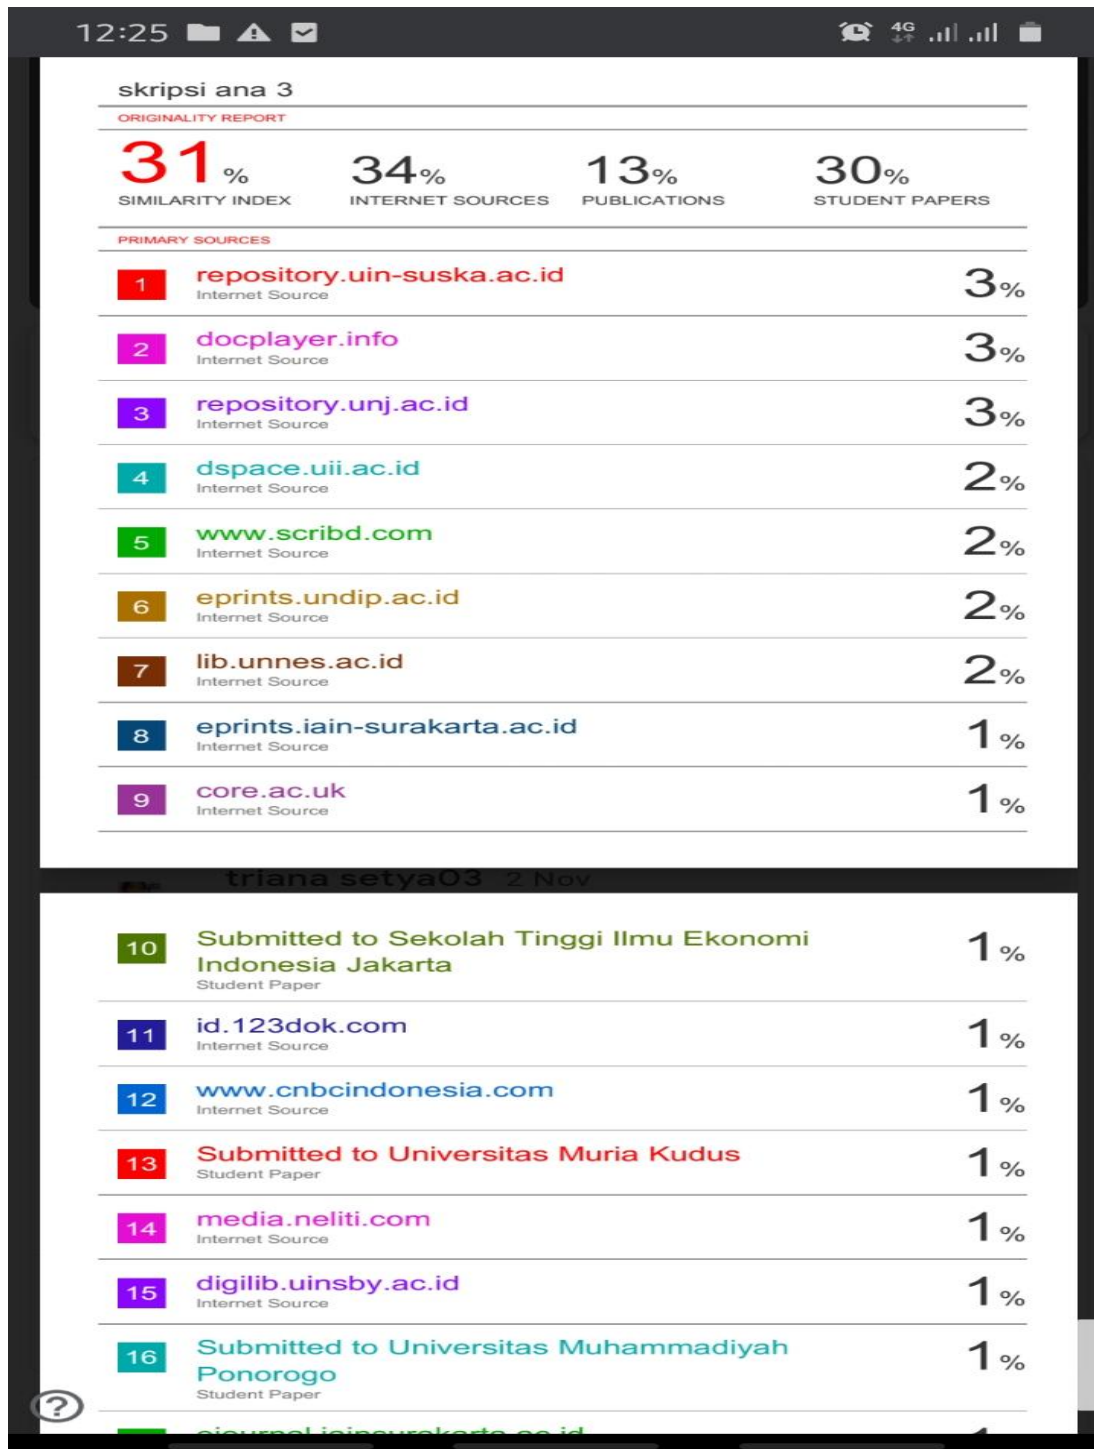 12:25
4G
skripsi ana 3
ORIGINALITY REPORT
31% 34% 13% 30%
SIMILARITY INDEX INTERNET SOURCES PUBLICATIONS STUDENT PAPERS
PRIMARY SOURCES
1 repository.uin-suska.ac.id 3%
Internet Source
2 docplayer.info 3%
Internet Source
3 repository.unj.ac.id 3%
Internet Source
4 dspace.uii.ac.id 2%
Internet Source
5 www.scribd.com 2%
Internet Source
6 eprints.undip.ac.id 2%
Internet Source
7 lib.unnes.ac.id 2%
Internet Source
8 eprints.iain-surakarta.ac.id 1%
Internet Source
9 core.ac.uk 1%
Internet Source
triana setya03 2 Nov
10 Submitted to Sekolah Tinggi Ilmu Ekonomi 1%
Indonesia Jakarta
Student Paper
11 id.123dok.com 1%
Internet Source
12 www.cnbcindonesia.com 1%
Internet Source
13 Submitted to Universitas Muria Kudus 1%
Student Paper
14 media.neliti.com 1%
Internet Source
15 digilib.uinsby.ac.id 1%
Internet Source
16 Submitted to Universitas Muhammadiyah 1%
Ponorogo
Student Paper
?